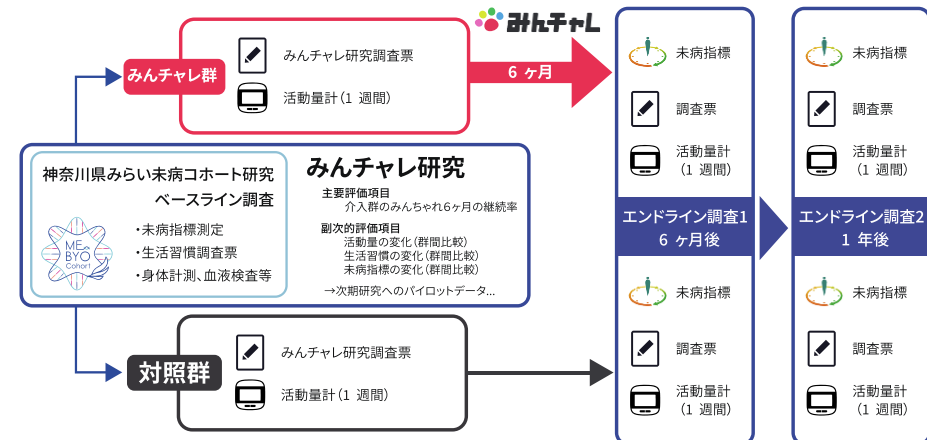 みんチャレ
みんチャレ群
みんチャレ研究調査票
活動量計（1 週間）
6 ヶ月
神奈川県みらい未病コホート研究
ベースライン調査
ME
BYO
Cohort
・未病指標測定
・生活習慣調査票
・身体計測、血液検査等
みんチャレ研究
主要評価項目
介入群のみんちゃれ6ヶ月の継続率
副次的評価項目
活動量の変化（群間比較）
生活習慣の変化（群間比較）
未病指標の変化（群間比較）
→次期研究へのパイロットデータ...
対照群
みんチャレ研究調査票
活動量計（1 週間）
未病指標
調査票
活動量計
（1 週間）
エンドライン調査1
6 ヶ月後
未病指標
調査票
活動量計
（1 週間）
未病指標
調査票
活動量計
（1 週間）
エンドライン調査2
1 年後
未病指標
調査票
活動量計
（1 週間）